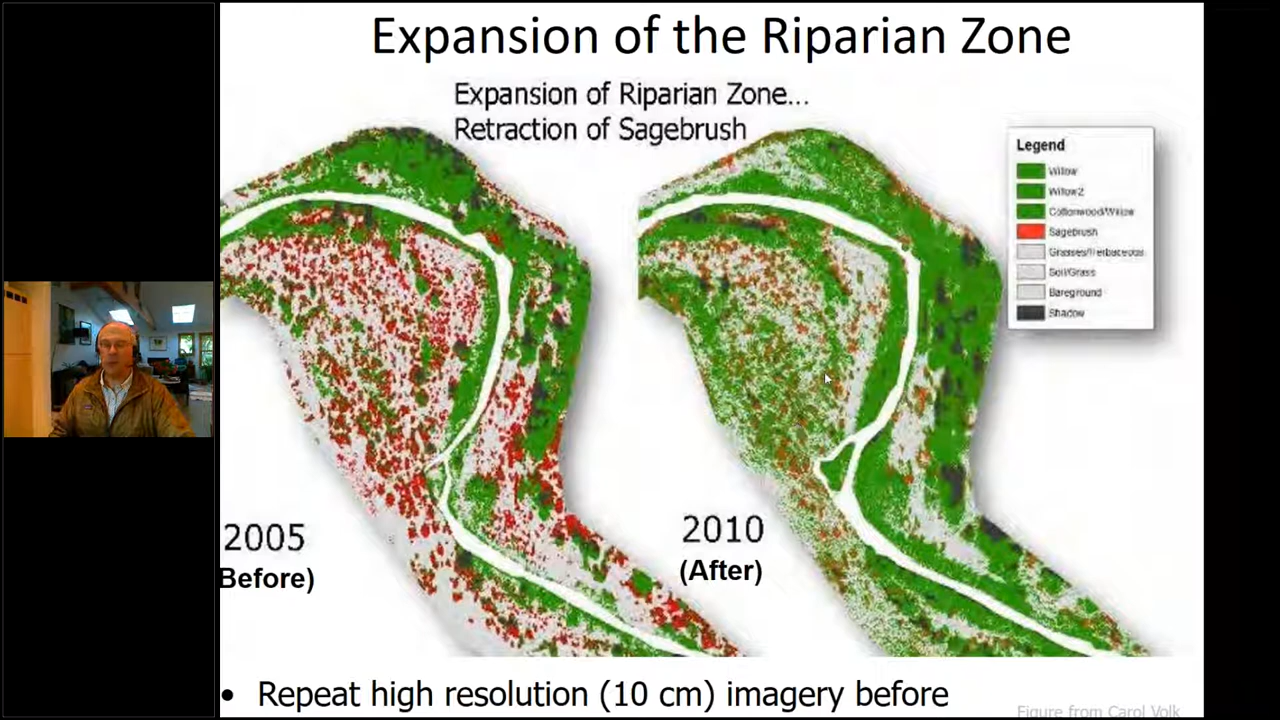 Expansion of the Riparian Zone
Expansion of Riparian Zone...
Retraction of Sagebrush
Legend
Willow
Willow2
Cottonwood/Willow
Sagebrush
Grasses/Herbaceous
Soil/Grass
Bareground
Shadow
2005
Before)
2010
(After)
• Repeat high resolution (10 cm) imagery before
Figure from Carol Volk